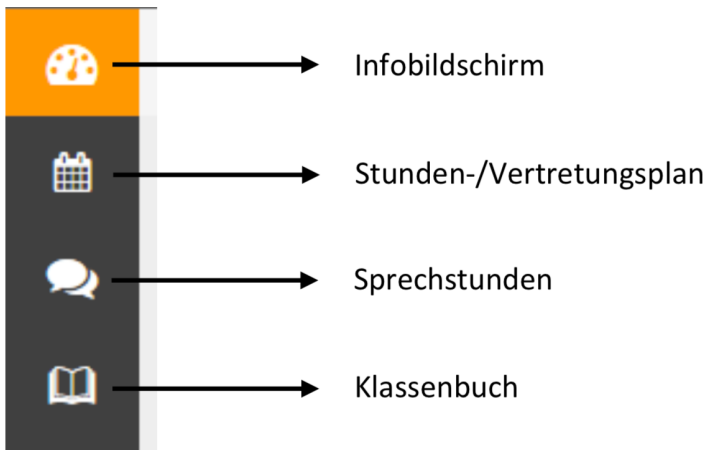 Infobildschirm
Stunden-/Vertretungsplan
Sprechstunden
Klassenbuch